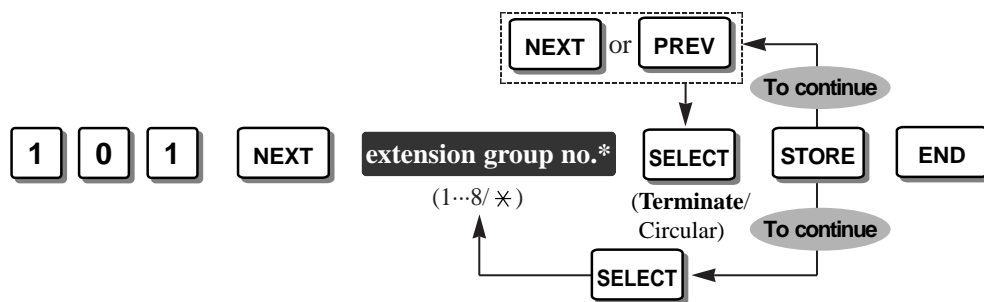 NEXT or PREV
To continue
1 0 1 NEXT extension group no.* SELECT STORE END
(1···8/ ✳)
(Terminate/
Circular)
To continue
SELECT